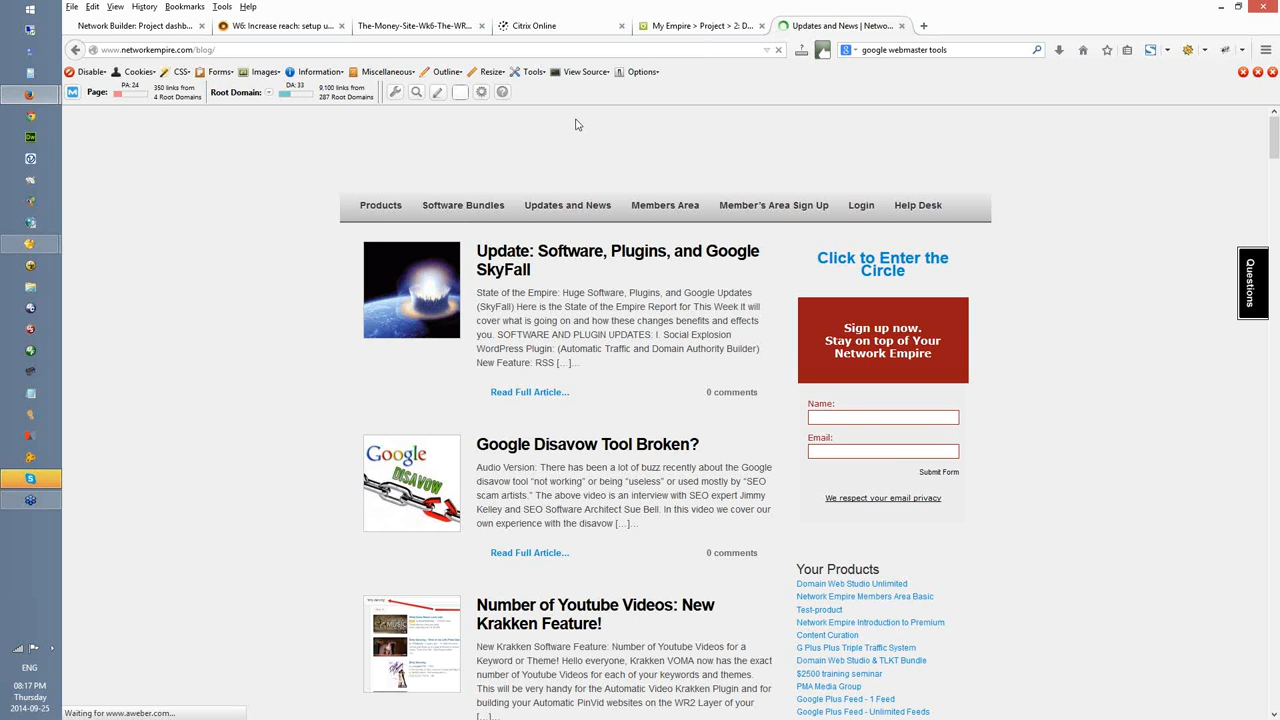 File Edit View History Bookmarks Tools Help
Network Builder: Project dashb...
W6: Increase reach: setup u...
The-Money-Site-Wk6-The-WR...
Citrix Online
My Empire > Project > 2: D...
Updates and News | Netwo...
www.networkempire.com/blog/
google webmaster tools
Disable Cookies CSS Forms Images Information Miscellaneous Outline Resize Tools View Source Options
Page: PA: 24 350 links from 4 Root Domains Root Domain: DA: 33 9,100 links from 287 Root Domains
Products Software Bundles Updates and News Members Area Member's Area Sign Up Login Help Desk
Update: Software, Plugins, and Google
SkyFall
State of the Empire: Huge Software, Plugins, and Google Updates
(SkyFall) Here is the State of the Empire Report for This Week It will
cover what is going on and how these changes benefits and effects
you. SOFTWARE AND PLUGIN UPDATES: I. Social Explosion
WordPress Plugin: (Automatic Traffic and Domain Authority Builder)
New Feature: RSS […]...
Read Full Article... 0 comments
Google Disavow Tool Broken?
Google
DISAVOW
Audio Version: There has been a lot of buzz recently about the Google
disavow tool "not working" or being "useless" or used mostly by "SEO
scam artists." The above video is an interview with SEO expert Jimmy
Kelley and SEO Software Architect Sue Bell. In this video we cover our
own experience with the disavow […]...
Read Full Article... 0 comments
Number of Youtube Videos: New
Krakken Feature!
New Krakken Software Feature: Number of Youtube Videos for a
Keyword or Theme! Hello everyone, Krakken VOMA now has the exact
number of Youtube Videos for each of your keywords and themes.
This will be very handy for the Automatic Video Krakken Plugin and for
building your Automatic PinVid websites on the WR2 Layer of your
[…]...
Click to Enter the
Circle
Sign up now.
Stay on top of Your
Network Empire
Name:
Email:
Submit Form
We respect your email privacy
Your Products
Domain Web Studio Unlimited
Network Empire Members Area Basic
Test-product
Network Empire Introduction to Premium
Content Curation
G Plus Plus Triple Traffic System
Domain Web Studio & TLKT Bundle
$2500 training seminar
PMA Media Group
Google Plus Feed - 1 Feed
Google Plus Feed - Unlimited Feeds
Questions
ENG
08:17 PM
Thursday
2014-09-25
Waiting for www.aweber.com...